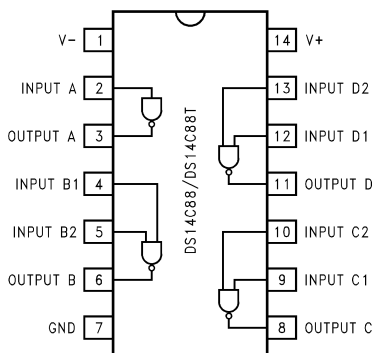 V- 1 14 V+
INPUT A 2 13 INPUT D2
OUTPUT A 3 12 INPUT D1
INPUT B1 4 11 OUTPUT D
INPUT B2 5 10 INPUT C2
OUTPUT B 6 9 INPUT C1
GND 7 8 OUTPUT C
DS14C88/DS14C88T